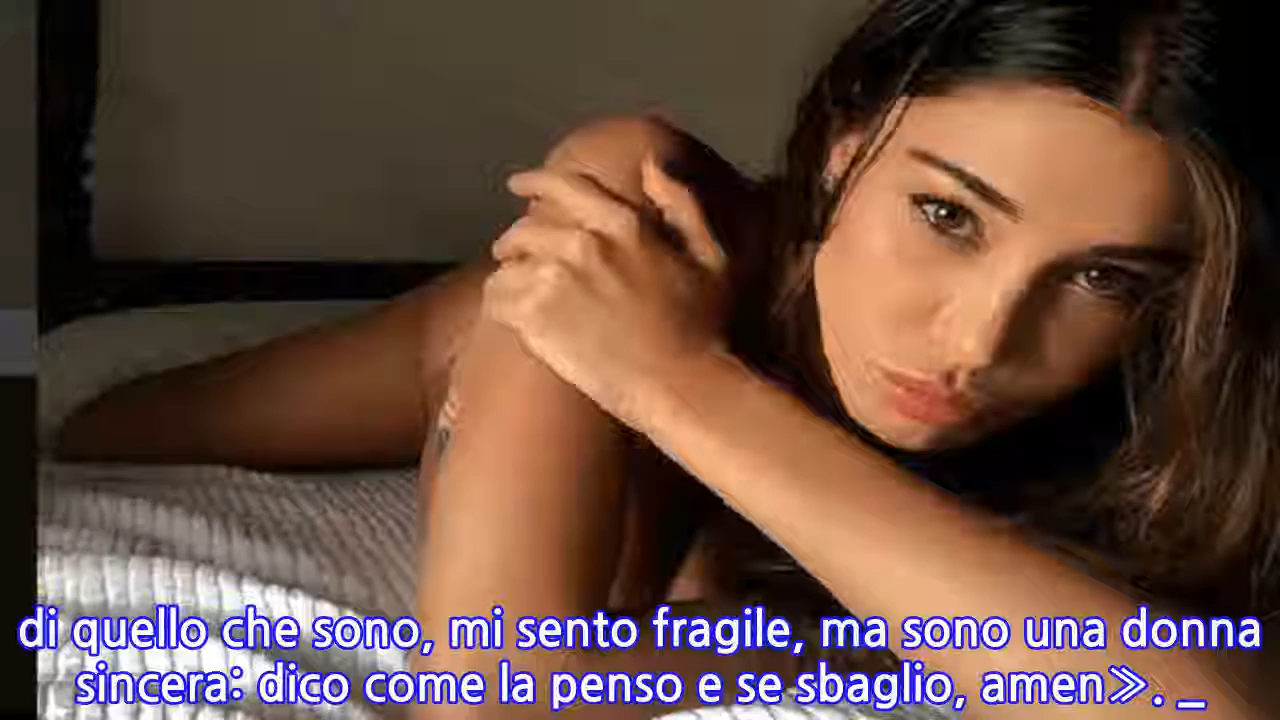 di quello che sono, mi sento fragile, ma sono una donna
sincera: dico come la penso e se sbaglio, amen». _